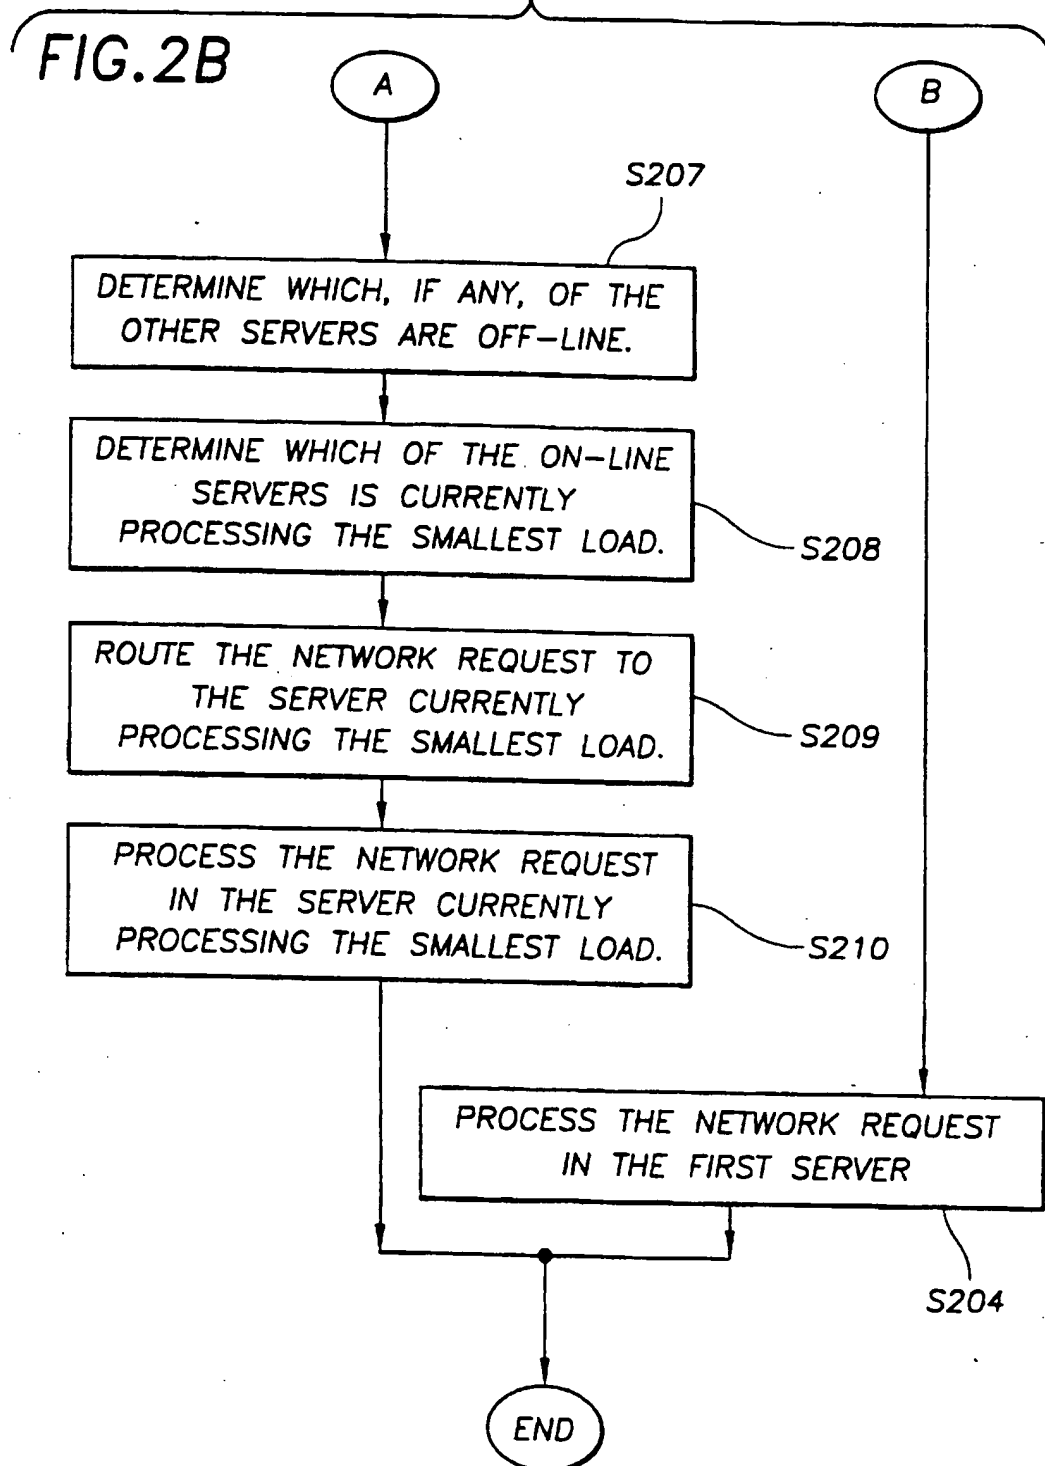 FIG.2B
A
B
S207
DETERMINE WHICH, IF ANY, OF THE
OTHER SERVERS ARE OFF-LINE.
DETERMINE WHICH OF THE ON-LINE
SERVERS IS CURRENTLY
PROCESSING THE SMALLEST LOAD.
S208
ROUTE THE NETWORK REQUEST TO
THE SERVER CURRENTLY
PROCESSING THE SMALLEST LOAD.
S209
PROCESS THE NETWORK REQUEST
IN THE SERVER CURRENTLY
PROCESSING THE SMALLEST LOAD.
S210
PROCESS THE NETWORK REQUEST
IN THE FIRST SERVER
S204
END